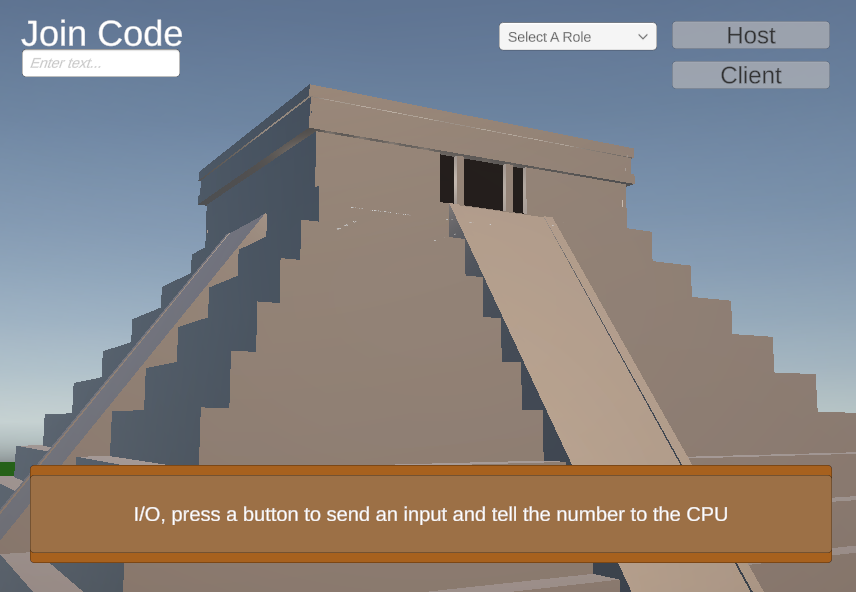 Join Code
Enter text...
Select A Role
Host
Client
I/O, press a button to send an input and tell the number to the CPU